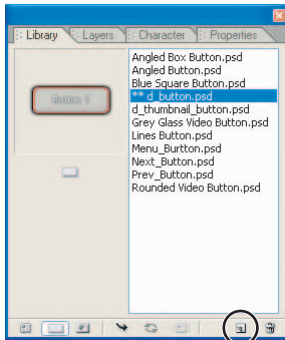 Library Layers Character Properties
Angled Box Button.psd
Angled Button.psd
Blue Square Button.psd
** d_button.psd
d_thumbnail_button.psd
Grey Glass Video Button.psd
Lines Button.psd
Menu_Burtton.psd
Next_Button.psd
Prev_Button.psd
Rounded Video Button.psd